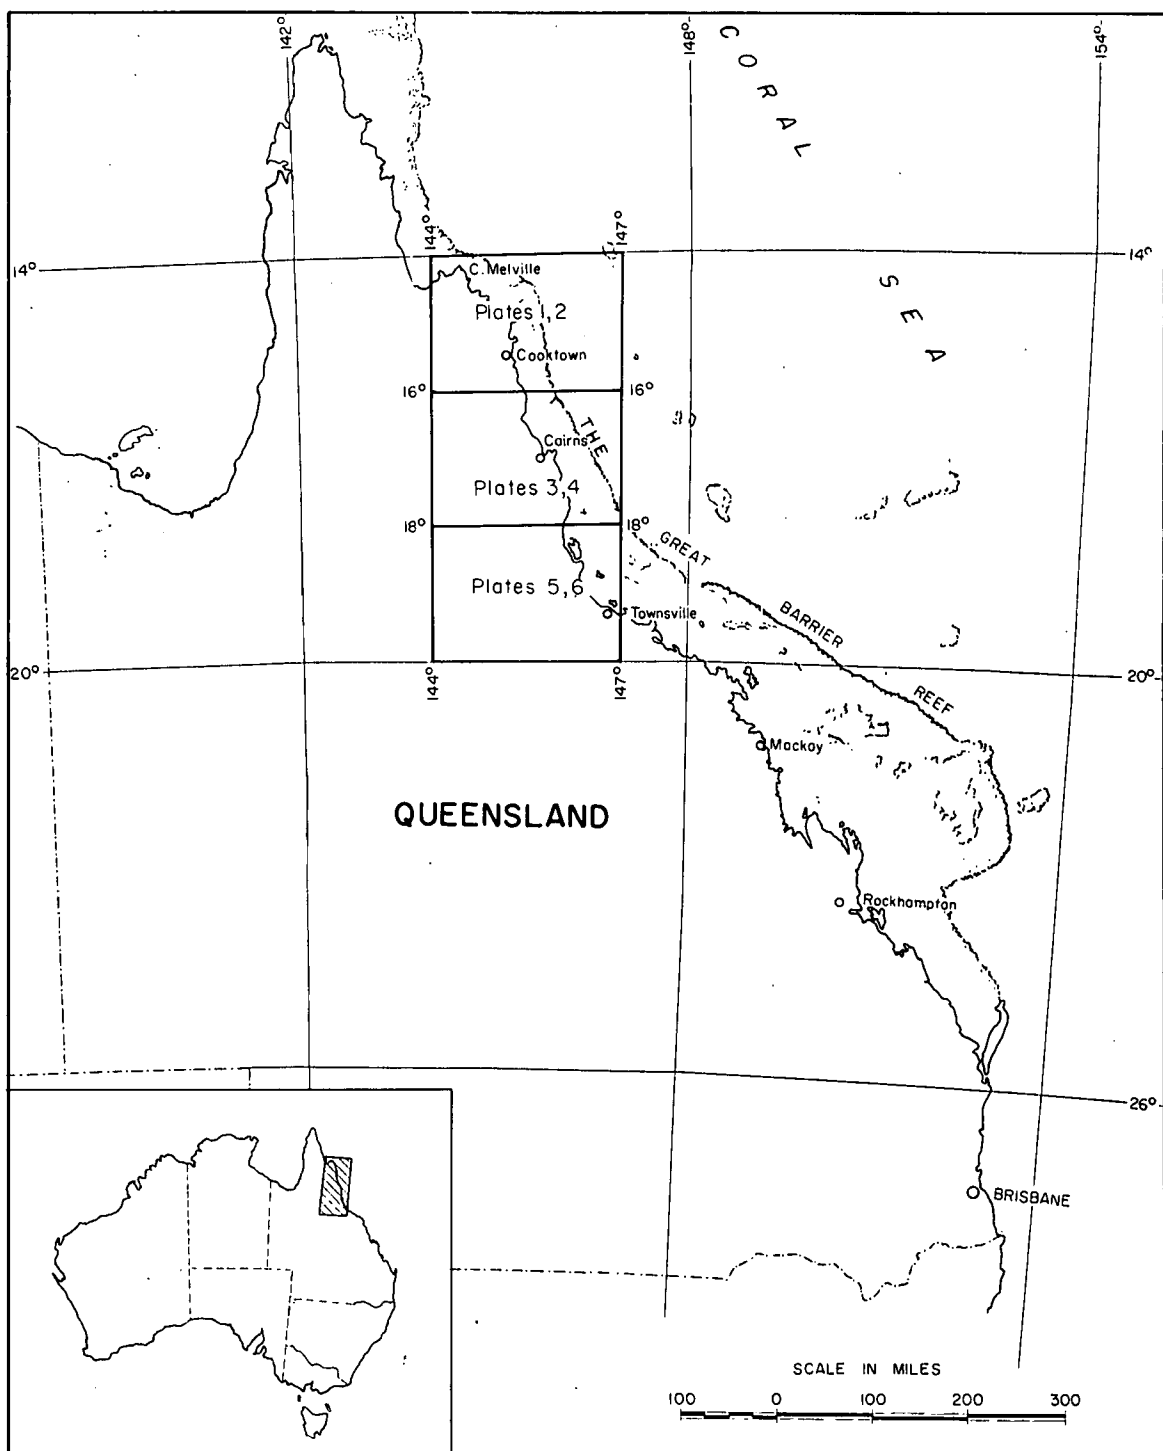 142°
148°
154°
CORAL
SEA
144°
147°
14°
14°
C. Melville
Plates 1, 2
Cooktown
16°
16°
THE
Cairns
Plates 3, 4
18°
18°
GREAT
Plates 5, 6
BARRIER
Townsville
20°
144°
147°
20°
REEF
Mackay
QUEENSLAND
Rockhampton
26°
BRISBANE
SCALE IN MILES
100 0 100 200 300